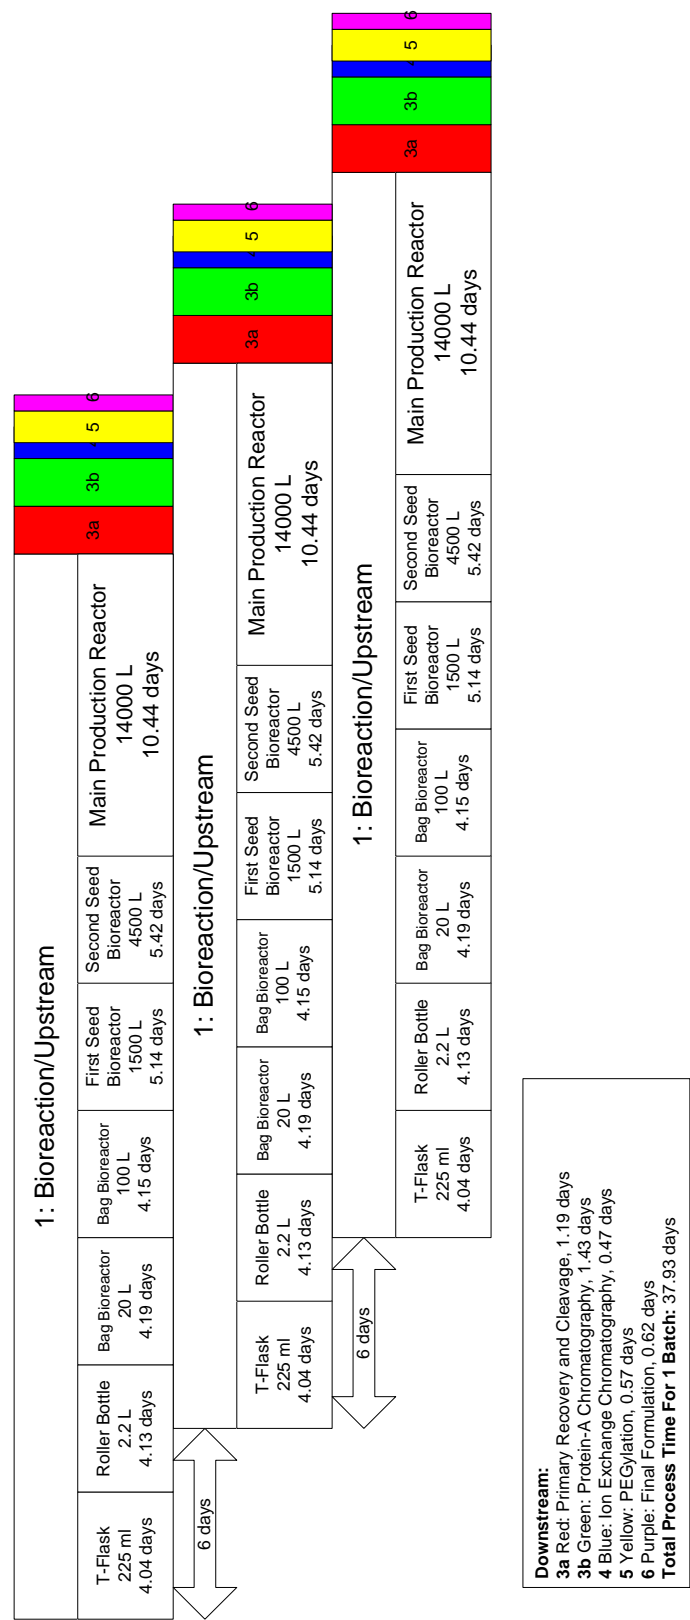 1: Bioreaction/Upstream
T-Flask
225 ml
4.04 days
Roller Bottle
2.2 L
4.13 days
Bag Bioreactor
20 L
4.19 days
Bag Bioreactor
100 L
4.15 days
First Seed
Bioreactor
1500 L
5.14 days
Second Seed
Bioreactor
4500 L
5.42 days
Main Production Reactor
14000 L
10.44 days
3a
3b
4
5
6
6 days
1: Bioreaction/Upstream
T-Flask
225 ml
4.04 days
Roller Bottle
2.2 L
4.13 days
Bag Bioreactor
20 L
4.19 days
Bag Bioreactor
100 L
4.15 days
First Seed
Bioreactor
1500 L
5.14 days
Second Seed
Bioreactor
4500 L
5.42 days
Main Production Reactor
14000 L
10.44 days
3a
3b
4
5
6
6 days
1: Bioreaction/Upstream
T-Flask
225 ml
4.04 days
Roller Bottle
2.2 L
4.13 days
Bag Bioreactor
20 L
4.19 days
Bag Bioreactor
100 L
4.15 days
First Seed
Bioreactor
1500 L
5.14 days
Second Seed
Bioreactor
4500 L
5.42 days
Main Production Reactor
14000 L
10.44 days
3a
3b
4
5
6
Downstream:
3a Red: Primary Recovery and Cleavage, 1.19 days
3b Green: Protein-A Chromatography, 1.43 days
4 Blue: Ion Exchange Chromatography, 0.47 days
5 Yellow: PEGylation, 0.57 days
6 Purple: Final Formulation, 0.62 days
Total Process Time For 1 Batch: 37.93 days